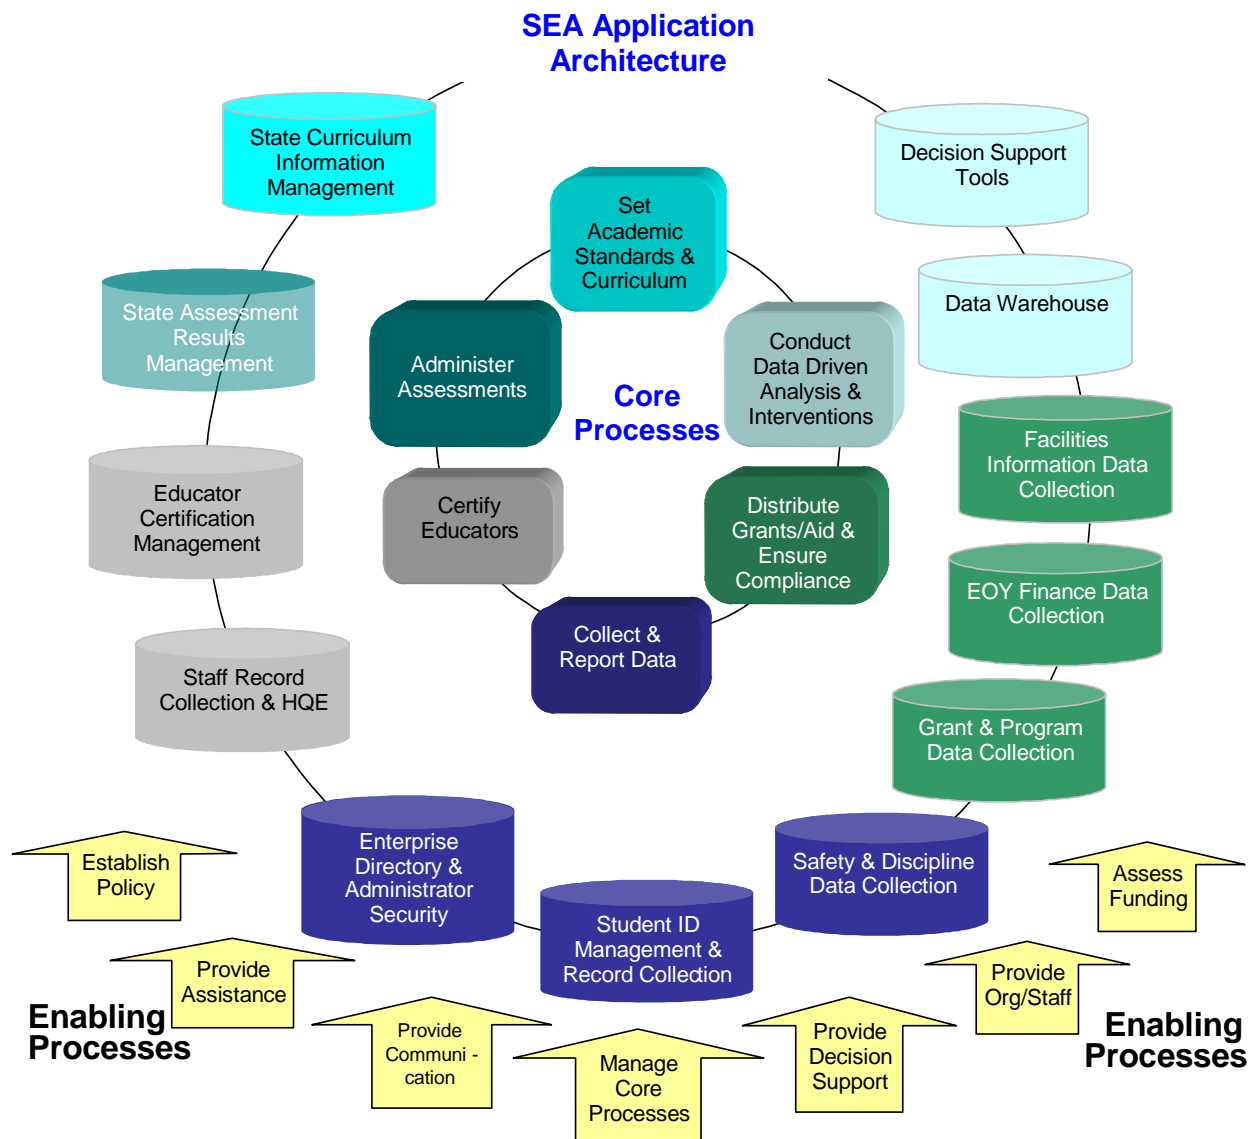 SEA Application
Architecture
State Curriculum
Information
Management
Decision Support
Tools
Set
Academic
Standards &
Curriculum
State Assessment
Results
Management
Data Warehouse
Administer
Assessments
Conduct
Data Driven
Analysis &
Interventions
Core
Processes
Facilities
Information Data
Collection
Educator
Certification
Management
Certify
Educators
Distribute
Grants/Aid &
Ensure
Compliance
EOY Finance Data
Collection
Collect &
Report Data
Staff Record
Collection & HQE
Grant & Program
Data Collection
Enterprise
Directory &
Administrator
Security
Safety & Discipline
Data Collection
Student ID
Management &
Record Collection
Establish
Policy
Assess
Funding
Provide
Assistance
Provide
Org/Staff
Enabling
Processes
Enabling
Processes
Provide
Communi -
cation
Provide
Decision
Support
Manage
Core
Processes